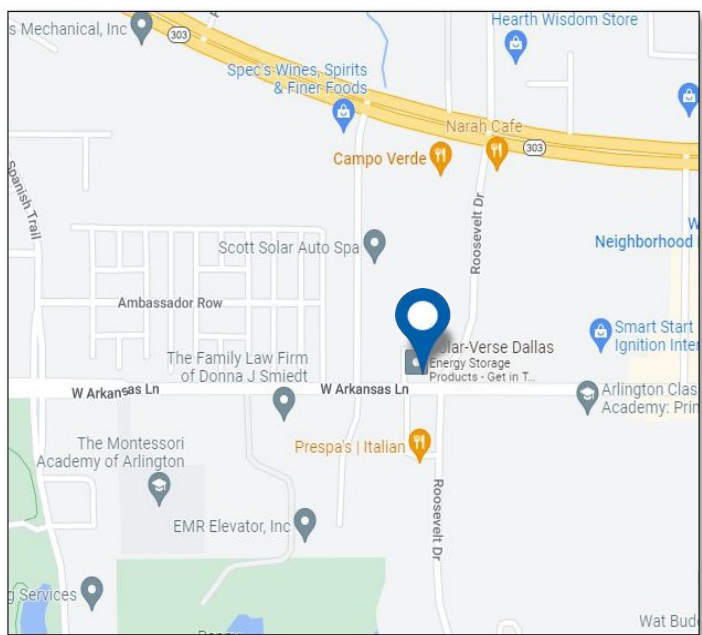 Hearth Wisdom Store
s Mechanical, Inc
303
Spec's Wines, Spirits
& Finer Foods
Narah Cafe
303
Campo Verde
Spanish Trail
Roosevelt Dr
W
Neighborhood
Scott Solar Auto Spa
Ambassador Row
Smart Start
Ignition Inter
olar-Verse Dallas
Energy Storage
Products - Get in T...
The Family Law Firm
of Donna J Smiedt
W Arkansas Ln
W Arkansas Ln
Arlington Clas
Academy: Prin
Prespa's | Italian
The Montessori
Academy of Arlington
Roosevelt Dr
EMR Elevator, Inc
g Services
Wat Bud